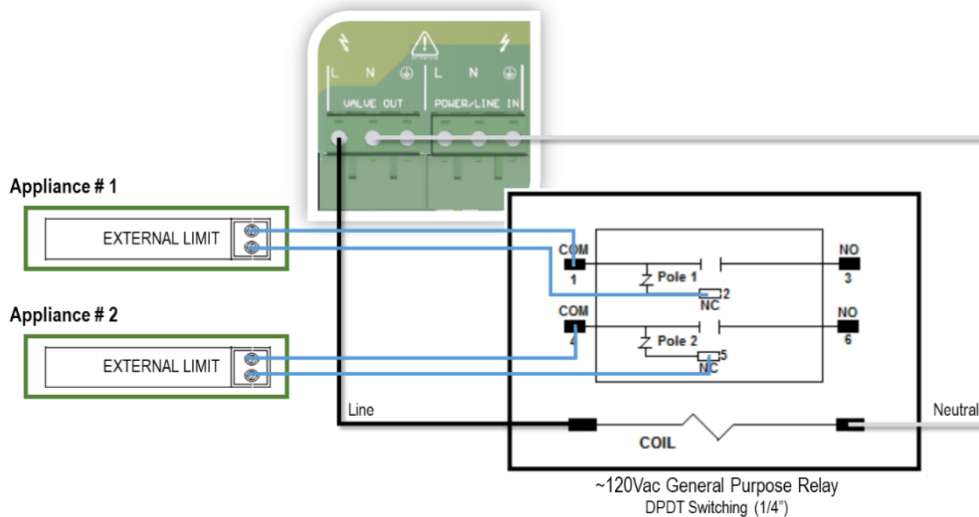 L N L N
VALVE OUT POWER/LINE IN
Appliance # 1
EXTERNAL LIMIT
Appliance # 2
EXTERNAL LIMIT
COM
1
Pole 1
2
NC
NO
3
COM
4
Pole 2
5
NC
NO
6
Line
Neutral
COIL
~120Vac General Purpose Relay
DPDT Switching (1/4")